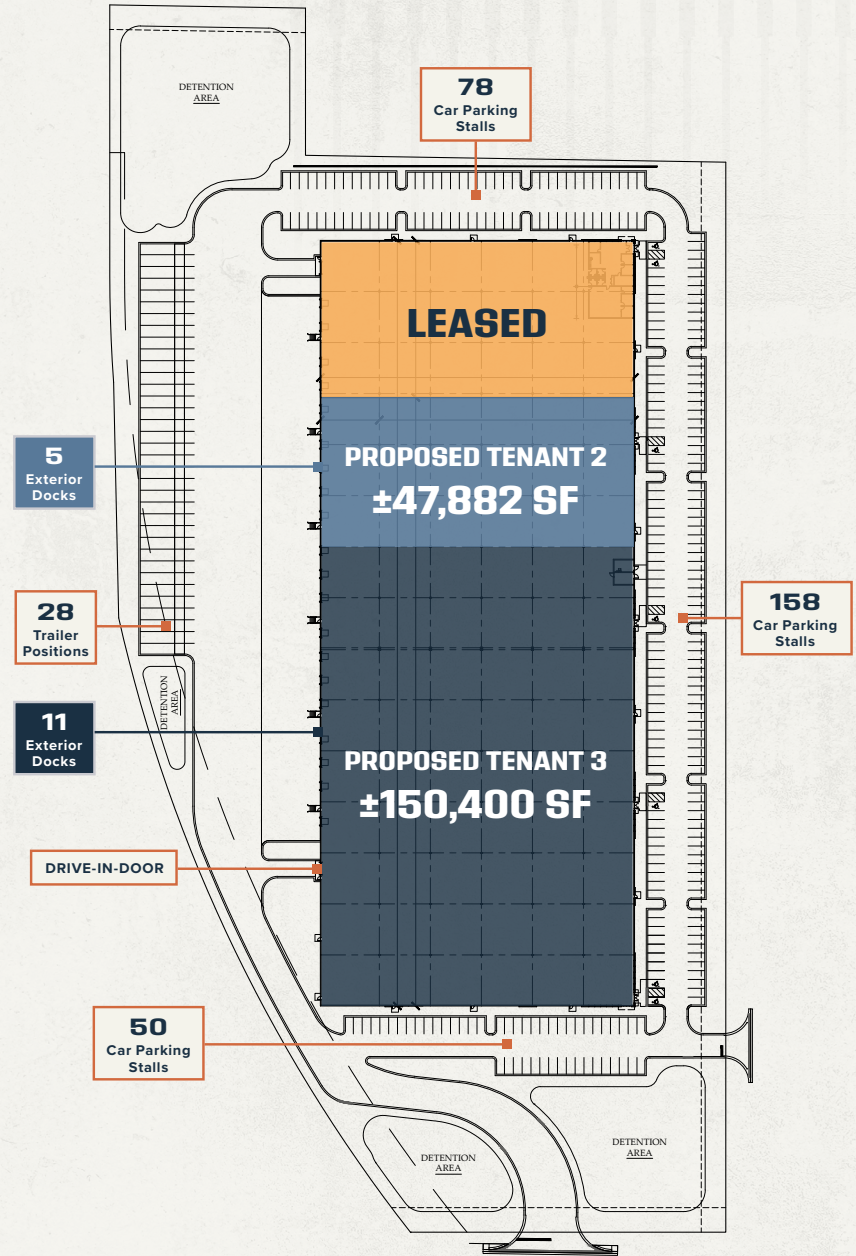 DETENTION
AREA
78
Car Parking
Stalls
LEASED
5
Exterior
Docks
PROPOSED TENANT 2
±47,882 SF
28
Trailer
Positions
158
Car Parking
Stalls
DETENTION
AREA
11
Exterior
Docks
PROPOSED TENANT 3
±150,400 SF
DRIVE-IN-DOOR
50
Car Parking
Stalls
DETENTION
AREA
DETENTION
AREA